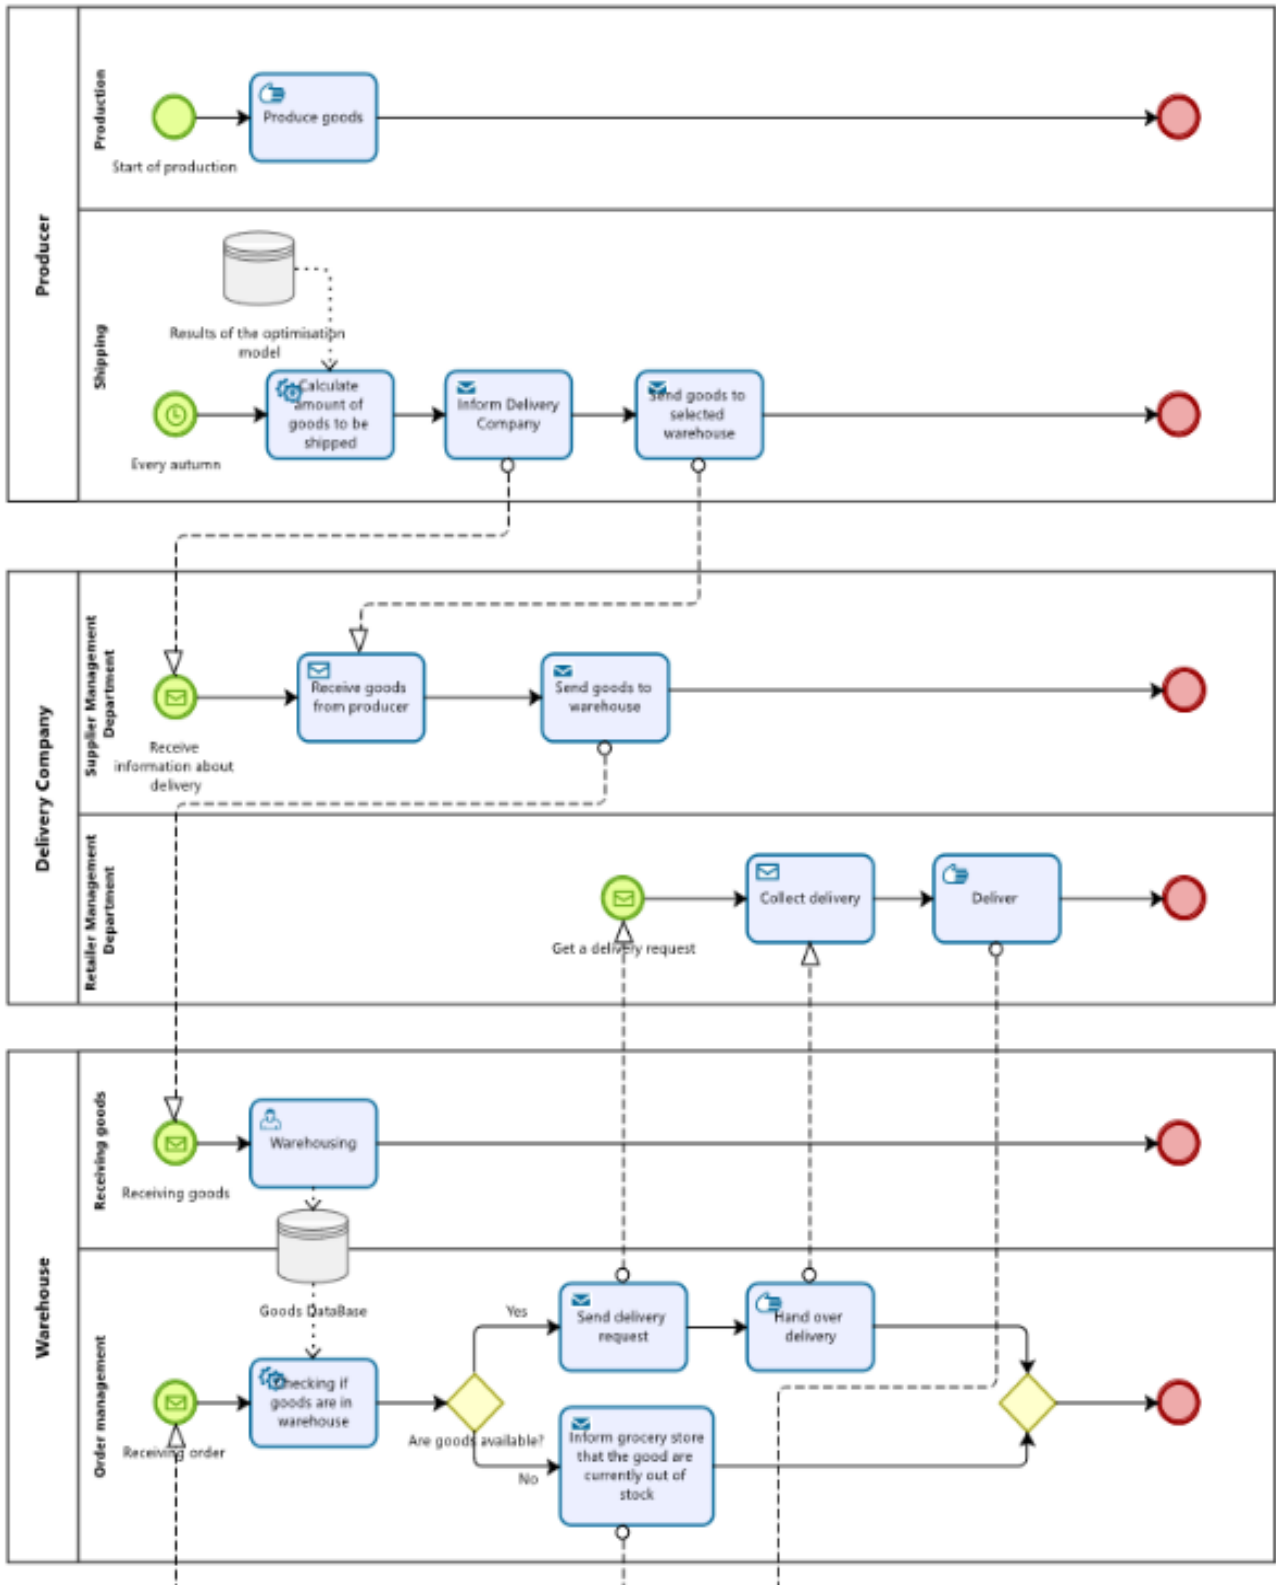 Producer
Production
Start of production
Produce goods
Shipping
Results of the optimisation
model
Every autumn
Calculate
amount of
goods to be
shipped
Inform Delivery
Company
Send goods to
selected
warehouse
Delivery Company
Supplier Management
Department
Receive
information about
delivery
Receive goods
from producer
Send goods to
warehouse
Retailer Management
Department
Get a delivery request
Collect delivery
Deliver
Warehouse
Receiving goods
Receiving goods
Warehousing
Goods DataBase
Order management
Receiving order
Checking if
goods are in
warehouse
Are goods available?
Yes
No
Send delivery
request
Hand over
delivery
Inform grocery store
that the good are
currently out of
stock